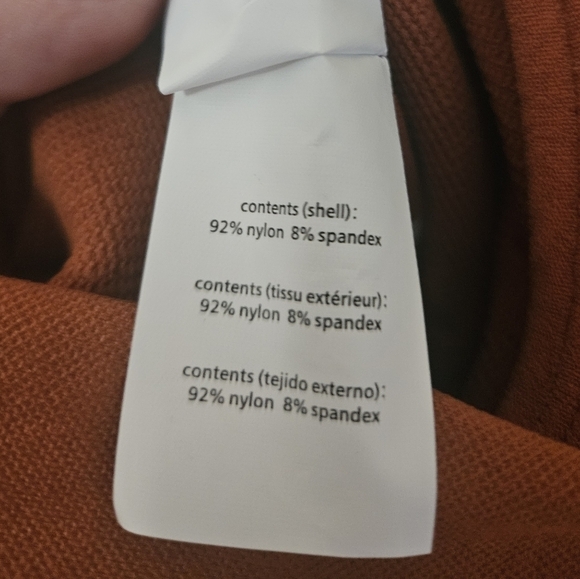 contents (shell):
92% nylon 8% spandex
contents (tissu extérieur):
92% nylon 8% spandex
contents (tejido externo):
92% nylon 8% spandex